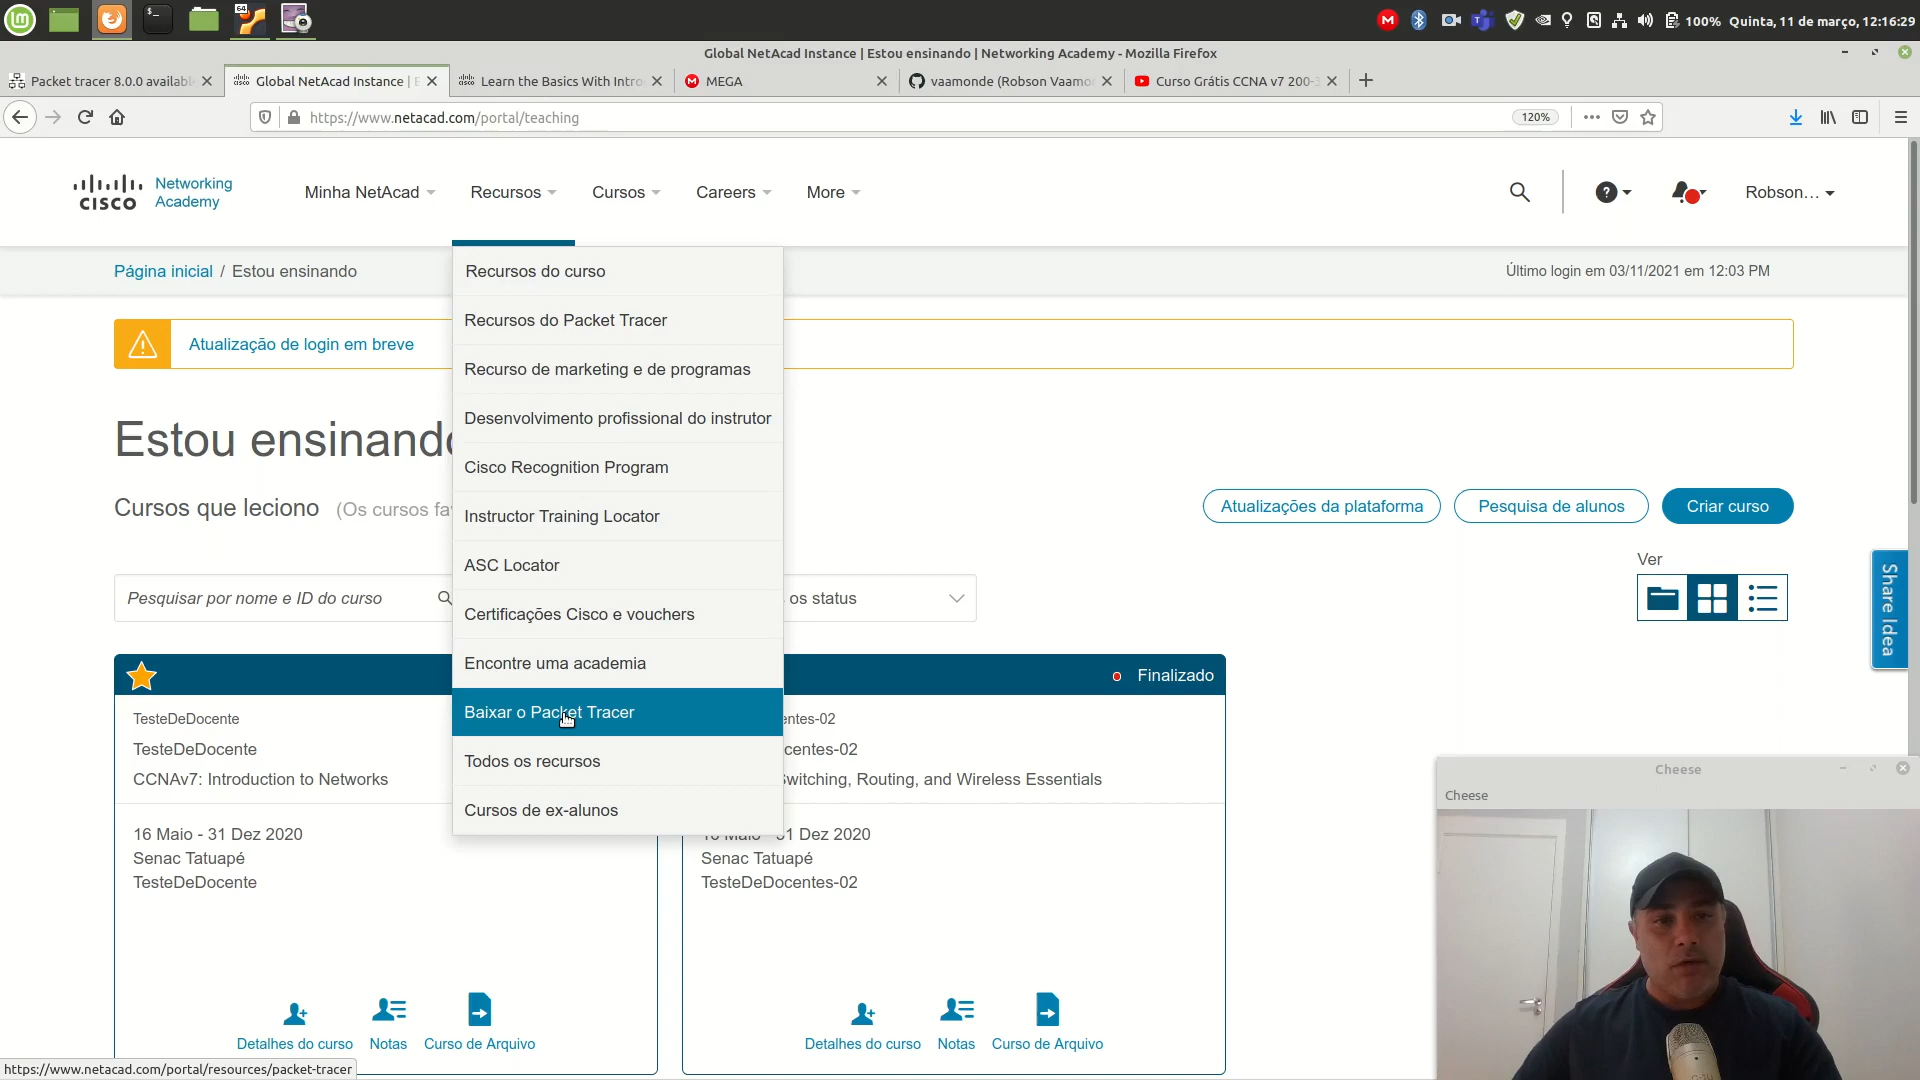 64
100% Quinta, 11 de março, 12:16:29
Global NetAcad Instance | Estou ensinando | Networking Academy - Mozilla Firefox
Packet tracer 8.0.0 availabl
Global NetAcad Instance | E
Learn the Basics With Intro
MEGA
vaamonde (Robson Vaamo
Curso Grátis CCNA v7 200-3
https://www.netacad.com/portal/teaching
120%
cisco
Networking
Academy
Minha NetAcad
Recursos
Cursos
Careers
More
Robson...
Página inicial / Estou ensinando
Último login em 03/11/2021 em 12:03 PM
Atualização de login em breve
Recursos do curso
Recursos do Packet Tracer
Recurso de marketing e de programas
Desenvolvimento profissional do instrutor
Cisco Recognition Program
Instructor Training Locator
ASC Locator
Certificações Cisco e vouchers
Encontre uma academia
Baixar o Packet Tracer
Todos os recursos
Cursos de ex-alunos
Estou ensinando
Cursos que leciono (Os cursos fav
Atualizações da plataforma
Pesquisa de alunos
Criar curso
Ver
Pesquisar por nome e ID do curso
os status
Share Idea
Finalizado
TesteDeDocente
TesteDeDocente
CCNAv7: Introduction to Networks
16 Maio - 31 Dez 2020
Senac Tatuapé
TesteDeDocente
Detalhes do curso
Notas
Curso de Arquivo
entes-02
centes-02
Switching, Routing, and Wireless Essentials
16 Maio - 31 Dez 2020
Senac Tatuapé
TesteDeDocentes-02
Detalhes do curso
Notas
Curso de Arquivo
Cheese
Cheese
https://www.netacad.com/portal/resources/packet-tracer